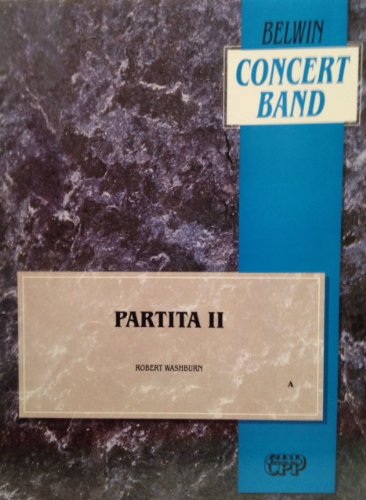 BELWIN
CONCERT
BAND
PARTITA II
ROBERT WASHBURN
A
CPP